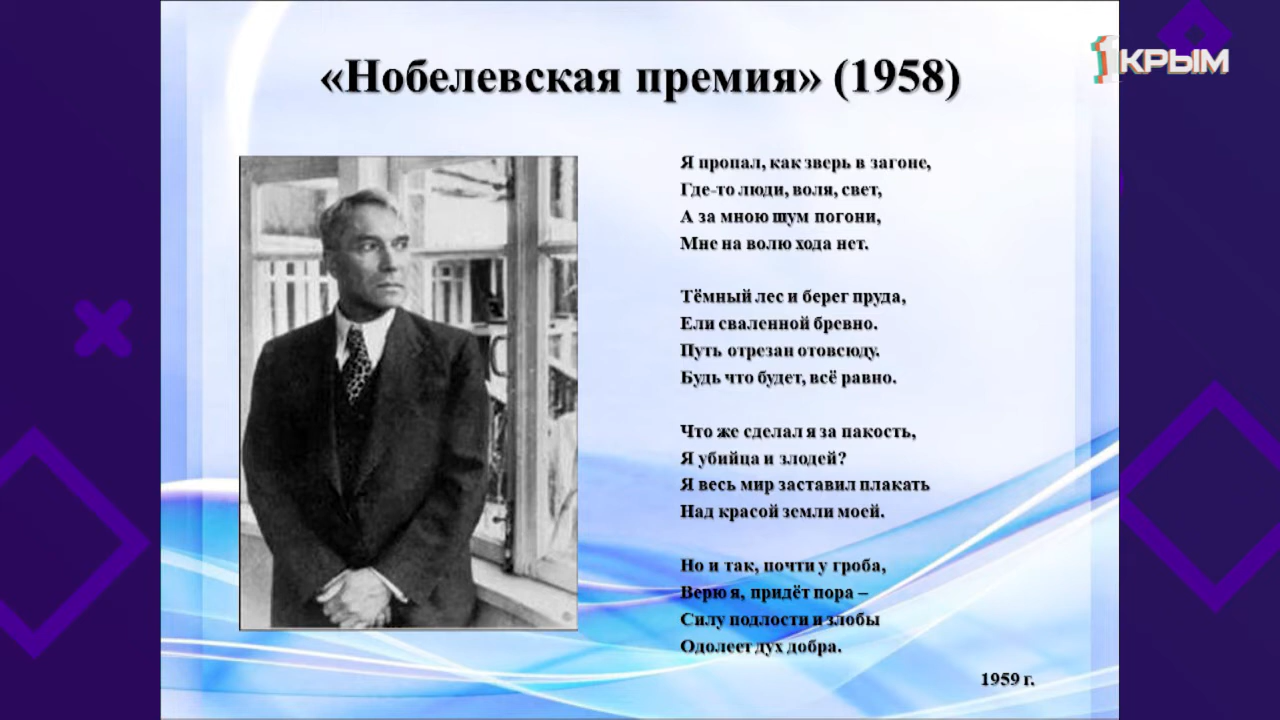 «Нобелевская премия» (1958)
1КРЫМ
Я пропал, как зверь в загоне,
Где-то люди, воля, свет,
А за мною шум погони,
Мне на волю хода нет.
Тёмный лес и берег пруда,
Ели сваленной бревно.
Путь отрезан отовсюду.
Будь что будет, всё равно.
Что же сделал я за пакость,
Я убийца и злодей?
Я весь мир заставил плакать
Над красой земли моей.
Но и так, почти у гроба,
Верю я, придёт пора –
Силу подлости и злобы
Одолеет дух добра.
1959 г.